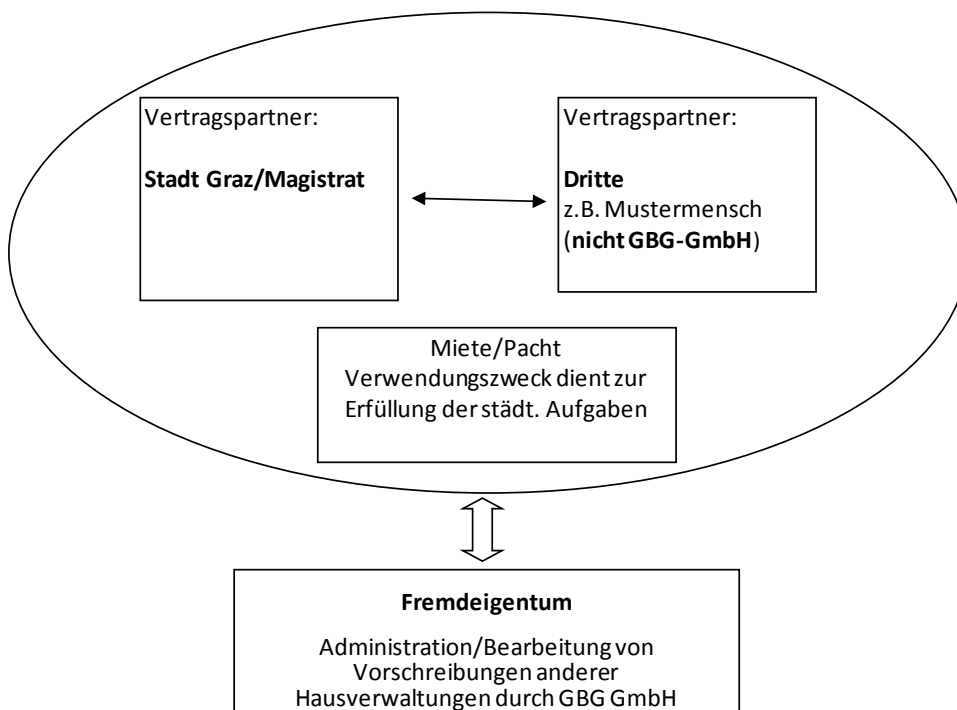 Vertragspartner:
Stadt Graz/Magistrat
Vertragspartner:
Dritte
z.B. Mustermensch
(nicht GBG-GmbH)
Miete/Pacht
Verwendungszweck dient zur
Erfüllung der städt. Aufgaben
Fremdeigentum
Administration/Bearbeitung von
Vorschreibungen anderer
Hausverwaltungen durch GBG GmbH